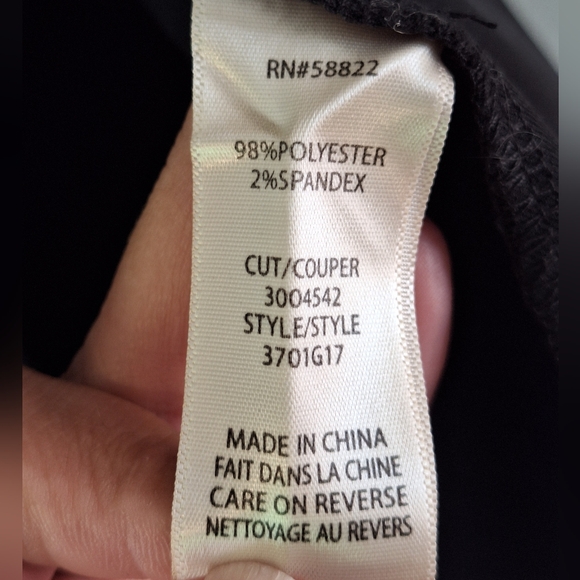 RN#58822
98%POLYESTER
2%SPANDEX
CUT/COUPER
3004542
STYLE/STYLE
3701G17
MADE IN CHINA
FAIT DANS LA CHINE
CARE ON REVERSE
NETTOYAGE AU REVERS